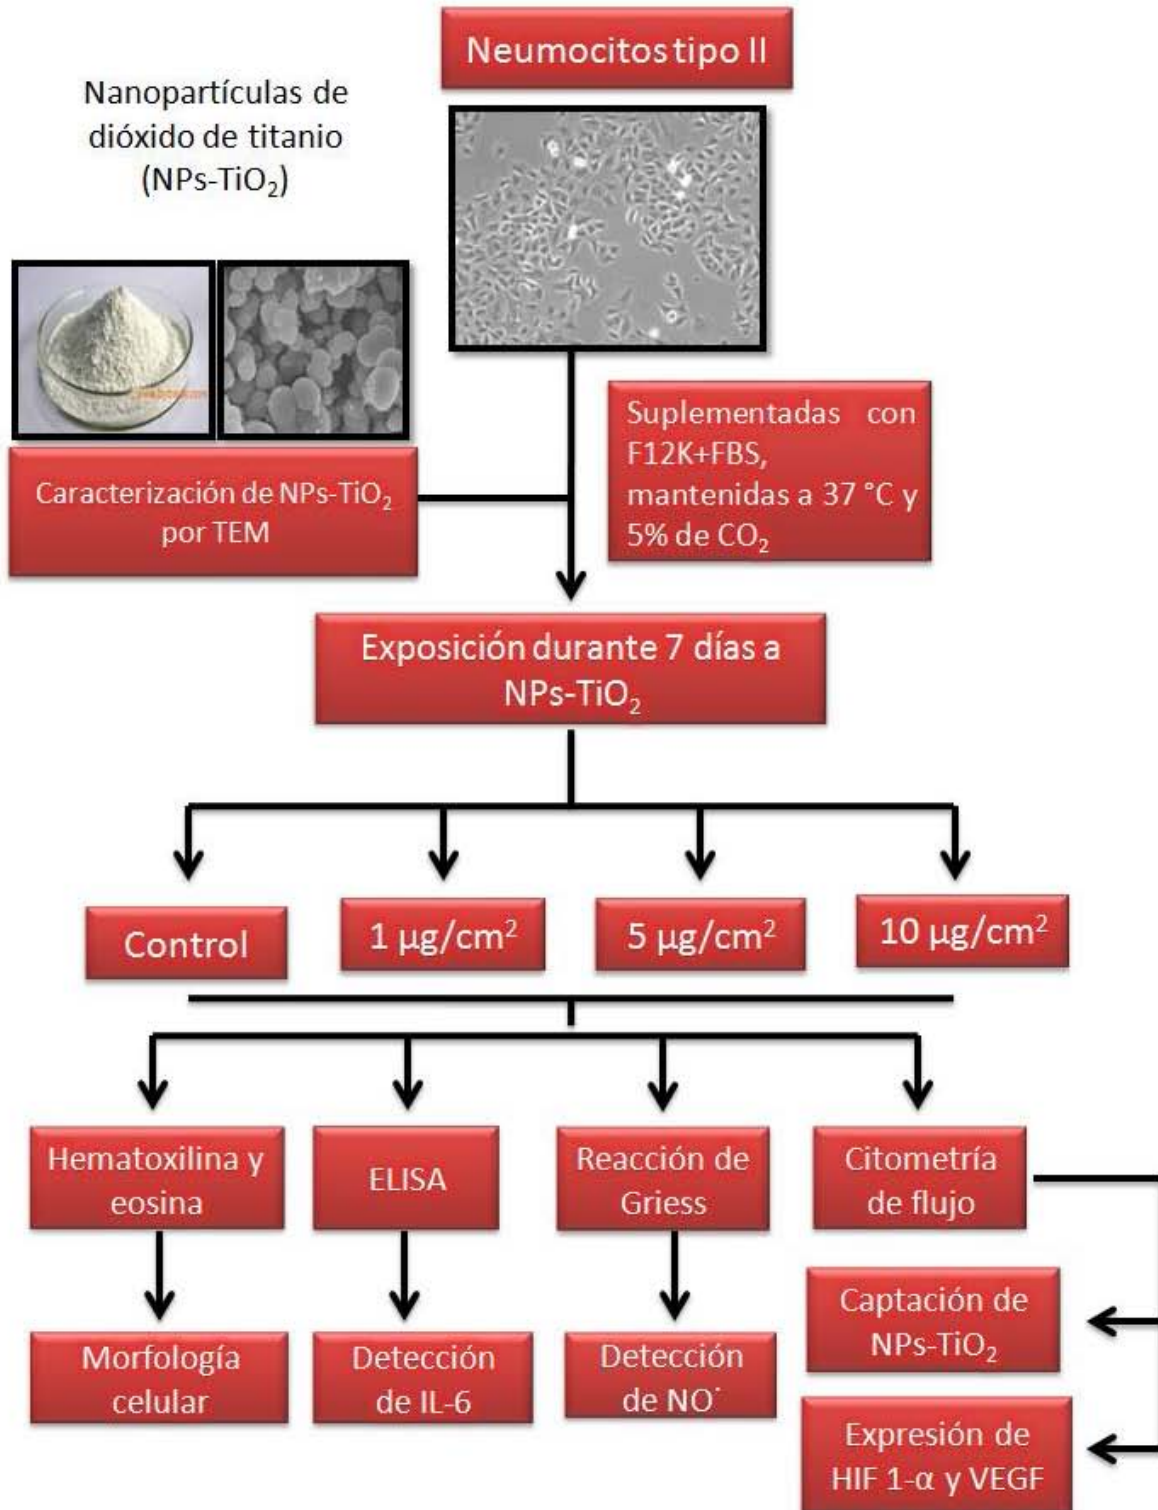 Neumocitos tipo II
Nanopartículas de
dióxido de titanio
(NPs-TiO₂)
Caracterización de NPs-TiO₂
por TEM
Suplementadas con
F12K+FBS,
mantenidas a 37 °C y
5% de CO₂
Exposición durante 7 días a
NPs-TiO₂
Control
1 µg/cm²
5 µg/cm²
10 µg/cm²
Hematoxilina y
eosina
ELISA
Reacción de
Griess
Citometría
de flujo
Morfología
celular
Detección
de IL-6
Detección
de NO˙
Captación de
NPs-TiO₂
Expresión de
HIF 1-α y VEGF